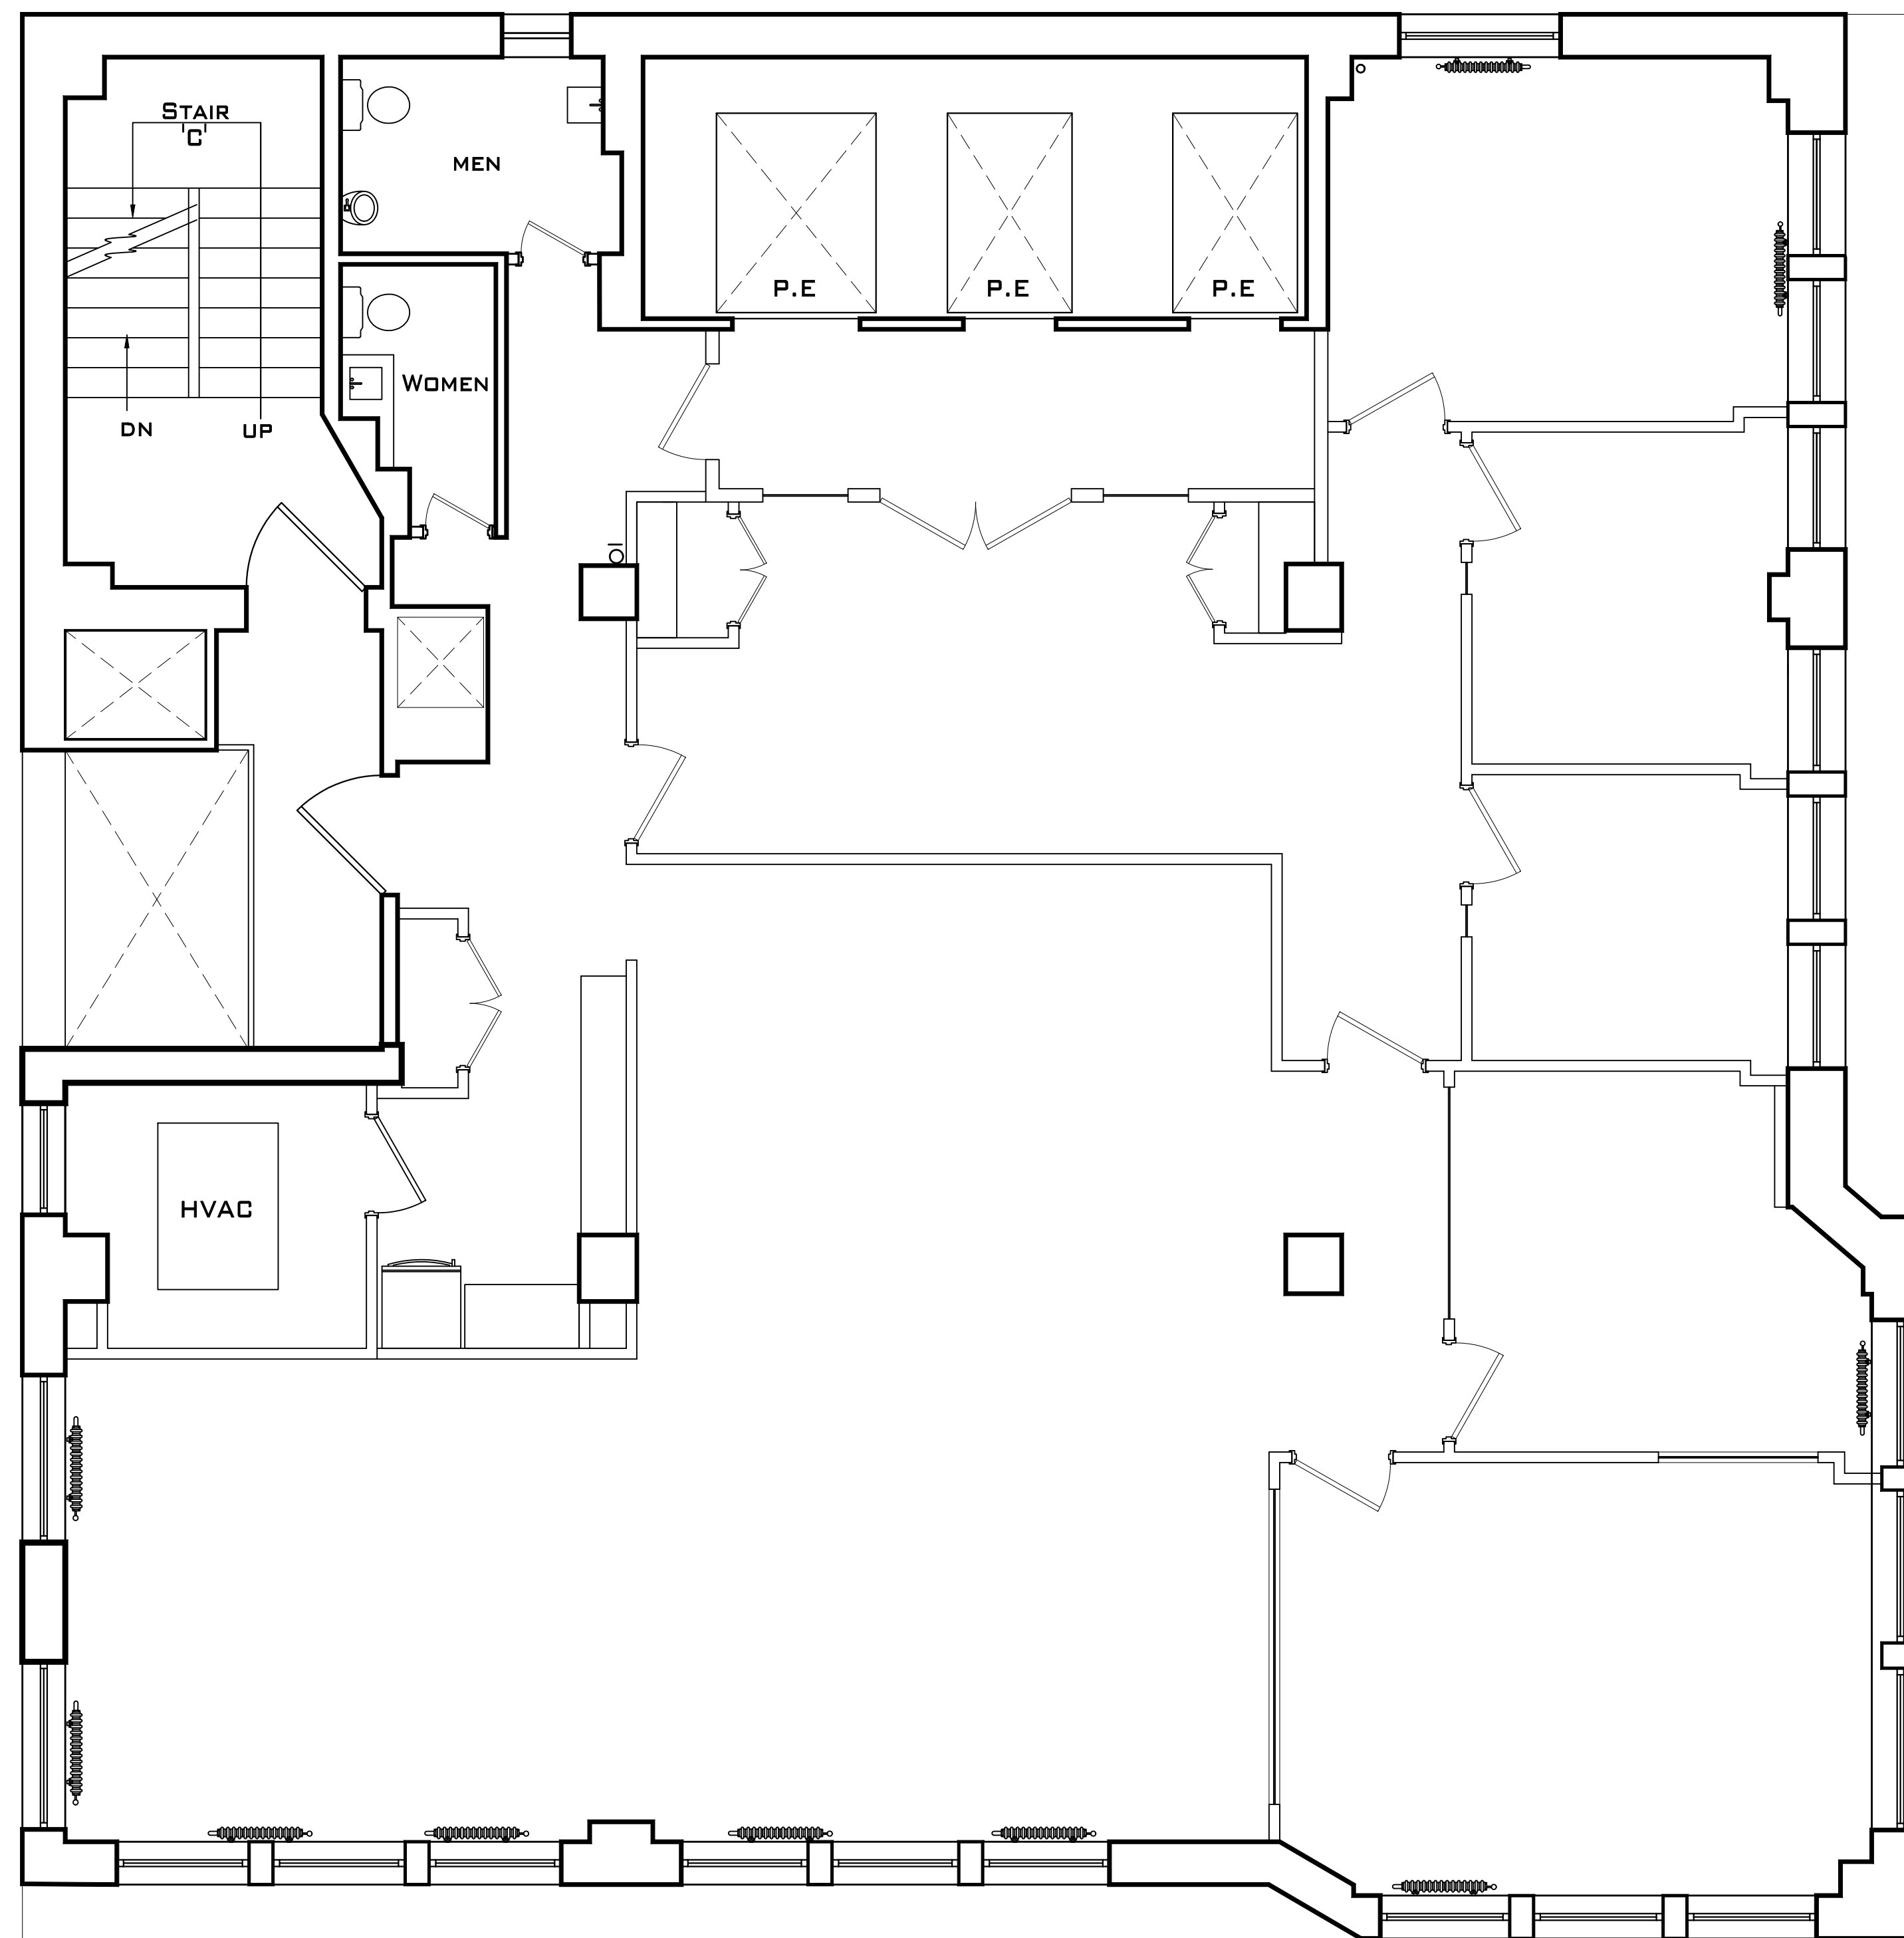 STAIR
'C'
MEN
P.E
P.E
P.E
WOMEN
DN
UP
HVAC